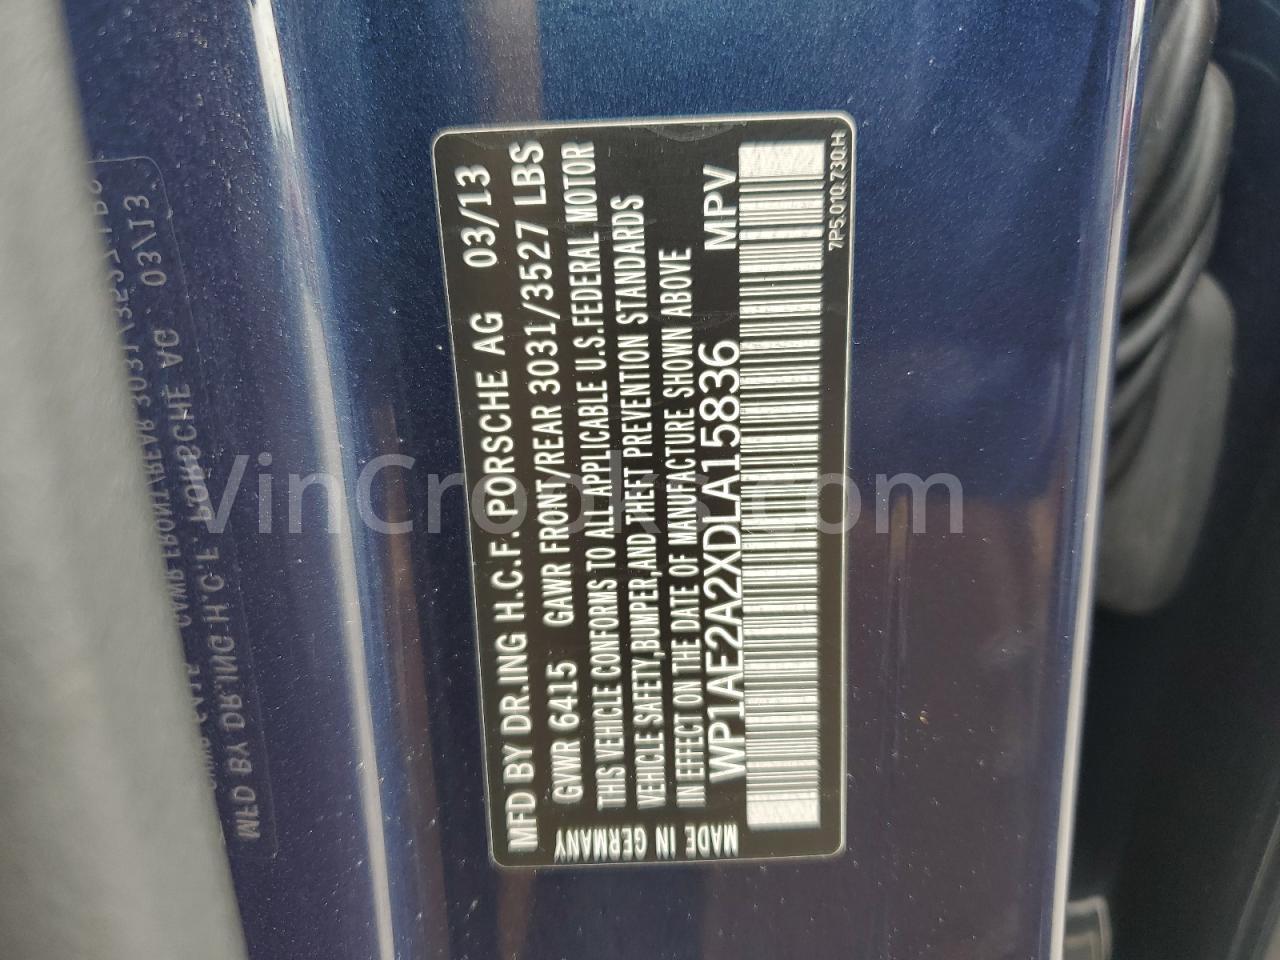 MFD BY DR.ING H.C.F. PORSCHE AG 03/13
GVWR 6415 GAWR FRONT/REAR 3031/3527 LBS
THIS VEHICLE CONFORMS TO ALL APPLICABLE U.S.FEDERAL MOTOR
VEHICLE SAFETY,BUMPER,AND THEFT PREVENTION STANDARDS
IN EFFECT ON THE DATE OF MANUFACTURE SHOWN ABOVE
WP1AE2A2XDLA15836 MPV
MADE IN GERMANY
7P5.010.730.H
VinCrooks.com